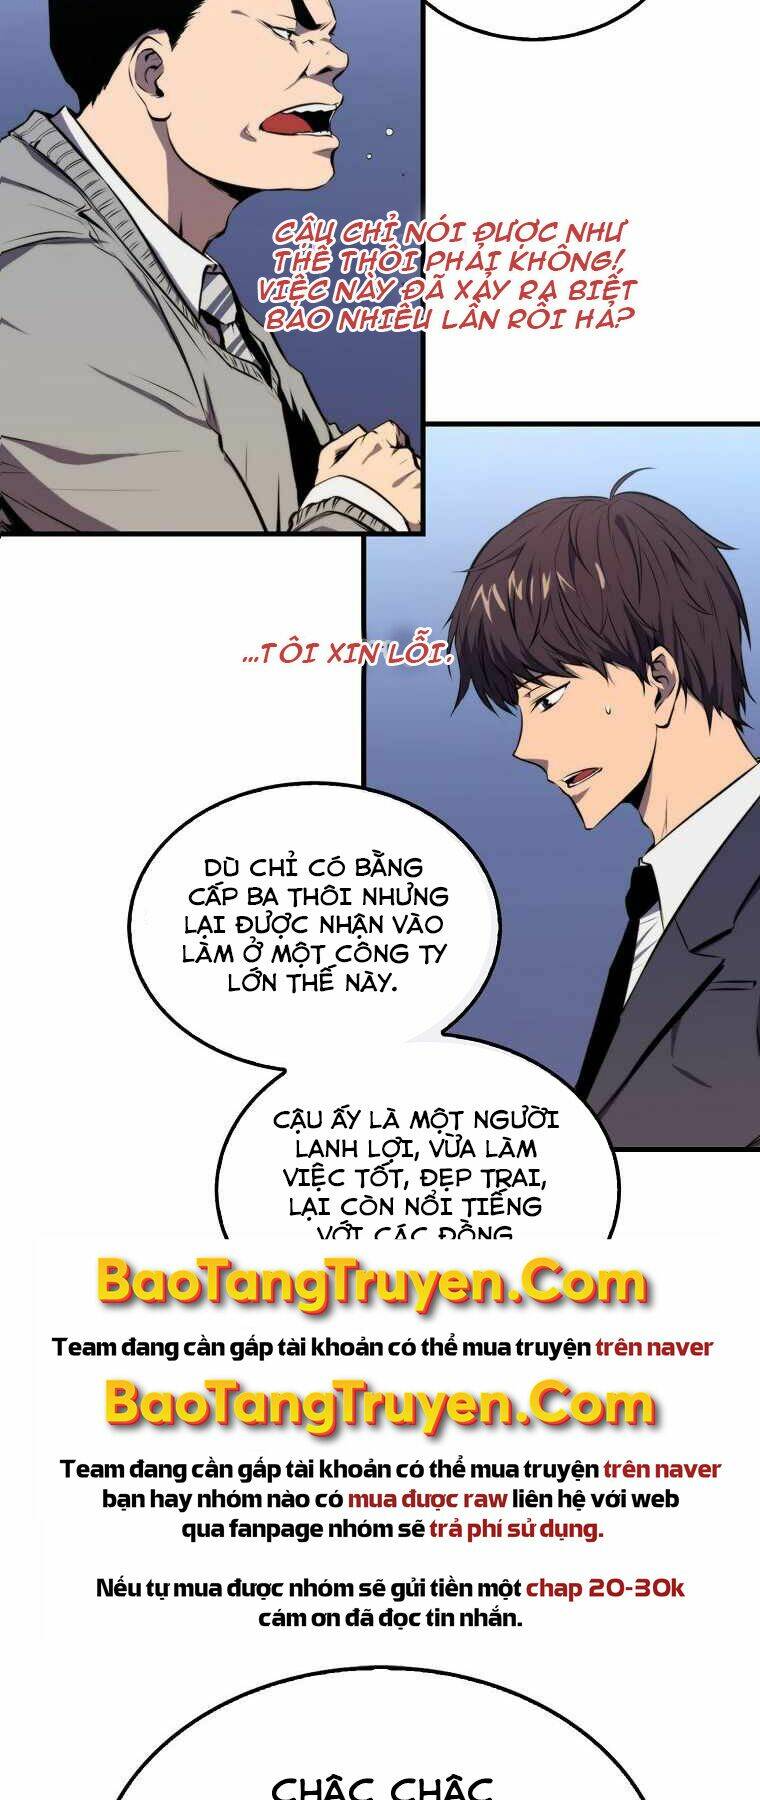 CẬU CHỈ NÓI ĐƯỢC NHƯ
THẾ THÔI PHẢI KHÔNG!
VIỆC NÀY ĐÃ XẢY RA BIẾT
BAO NHIÊU LẦN RỒI HẢ?
...TÔI XIN LỖI.
DÙ CHỈ CÓ BẰNG
CẤP BA THÔI NHƯNG
LẠI ĐƯỢC NHẬN VÀO
LÀM Ở MỘT CÔNG TY
LỚN THẾ NÀY.
CẬU ẤY LÀ MỘT NGƯỜI
LANH LỢI, VỪA LÀM
VIỆC TỐT, ĐẸP TRAI,
LẠI CÒN NỔI TIẾNG
VỚI CÁC ĐỒNG
BaoTangTruyen.Com
Team đang cần gấp tài khoản có thể mua truyện trên naver
BaoTangTruyen.Com
Team đang cần gấp tài khoản có thể mua truyện trên naver
bạn hay nhóm nào có mua được raw liên hệ với web
qua fanpage nhóm sẽ trả phí sử dụng.
Nếu tự mua được nhóm sẽ gửi tiền một chap 20-30k
cám ơn đã đọc tin nhắn.
CHẬC CHẬC